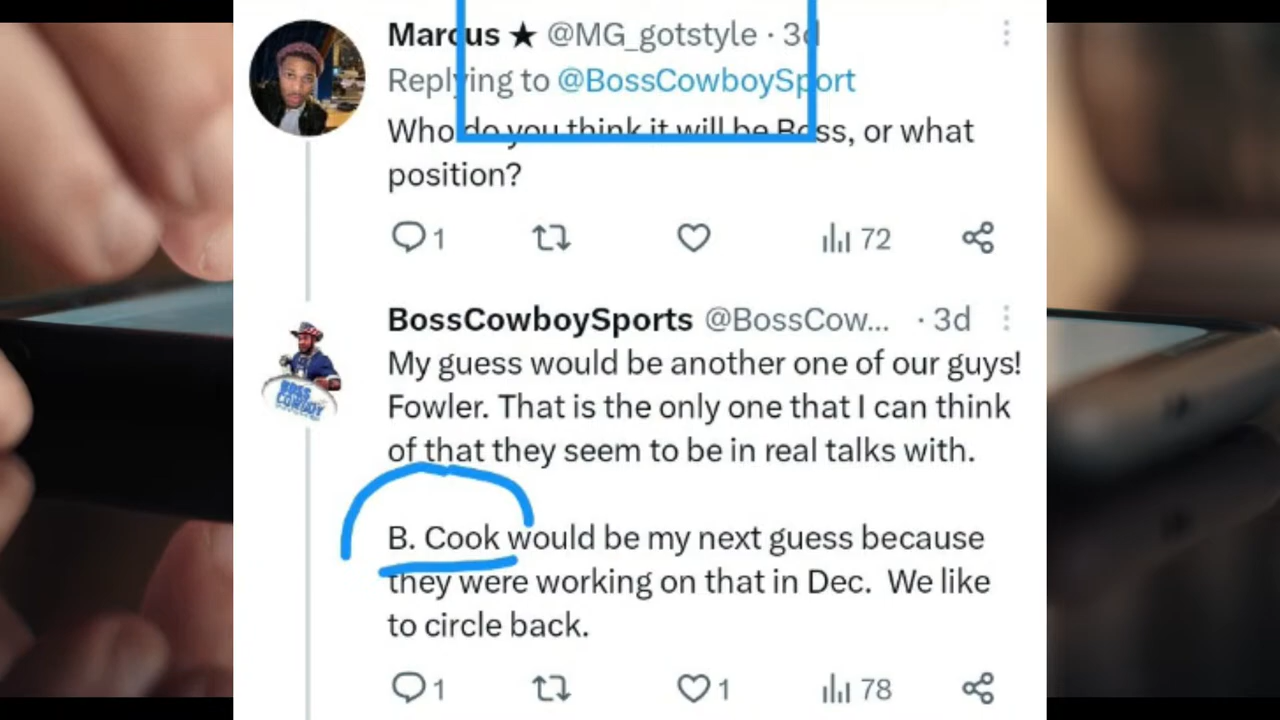 Marcus ★ @MG_gotstyle · 3d
Replying to @BossCowboySport
Who do you think it will be Boss, or what
position?
1 72
BossCowboySports @BossCow... · 3d
My guess would be another one of our guys!
Fowler. That is the only one that I can think
of that they seem to be in real talks with.
BOSS
COWBOY
B. Cook would be my next guess because
they were working on that in Dec. We like
to circle back.
1 1 78